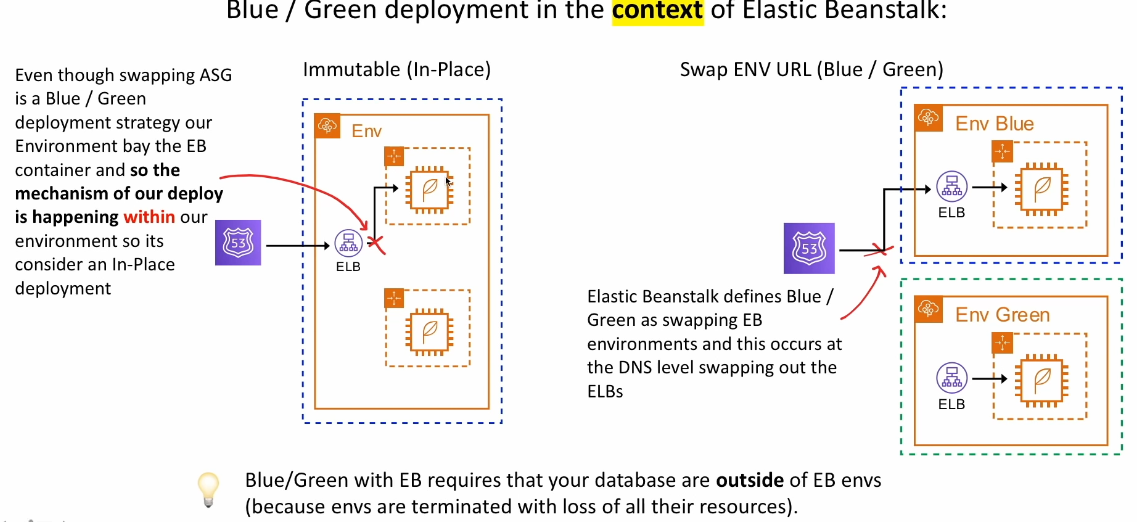 Blue / Green deployment in the context of Elastic Beanstalk:
Even though swapping ASG
is a Blue / Green
deployment strategy our
Environment bay the EB
container and so the
mechanism of our deploy
is happening within our
environment so its
consider an In-Place
deployment
Immutable (In-Place)
Env
53
ELB
Swap ENV URL (Blue / Green)
Env Blue
ELB
53
Elastic Beanstalk defines Blue /
Green as swapping EB
environments and this occurs at
the DNS level swapping out the
ELBs
Env Green
ELB
Blue/Green with EB requires that your database are outside of EB envs
(because envs are terminated with loss of all their resources).